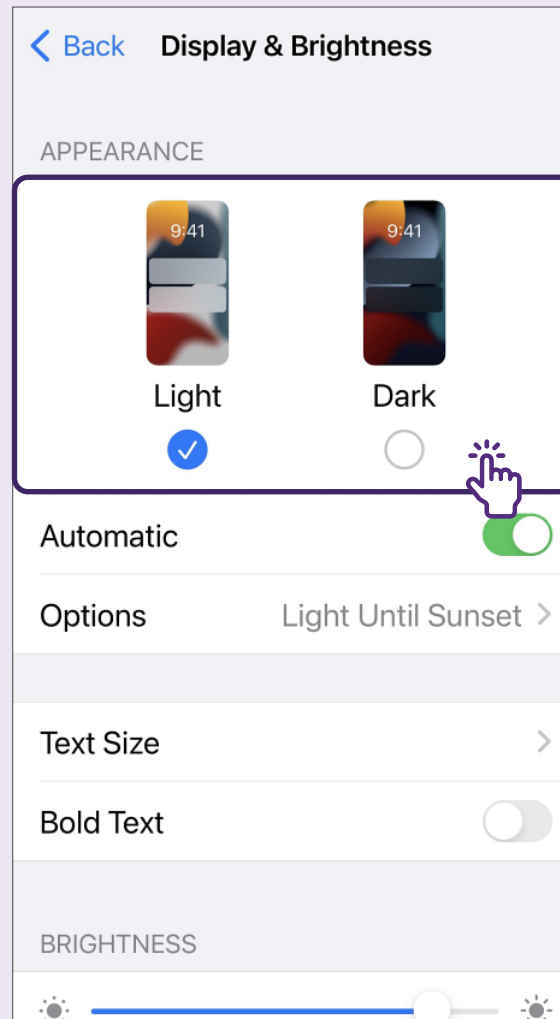 Back Display & Brightness
APPEARANCE
9:41 9:41
Light Dark
Automatic
Options Light Until Sunset
Text Size
Bold Text
BRIGHTNESS